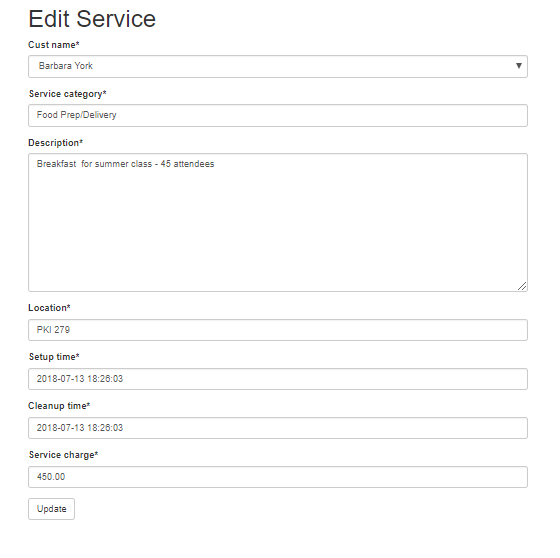 Edit Service
Cust name*
Barbara York
Service category*
Food Prep/Delivery
Description*
Breakfast  for summer class - 45 attendees
Location*
PKI 279
Setup time*
2018-07-13 18:26:03
Cleanup time*
2018-07-13 18:26:03
Service charge*
450.00
Update